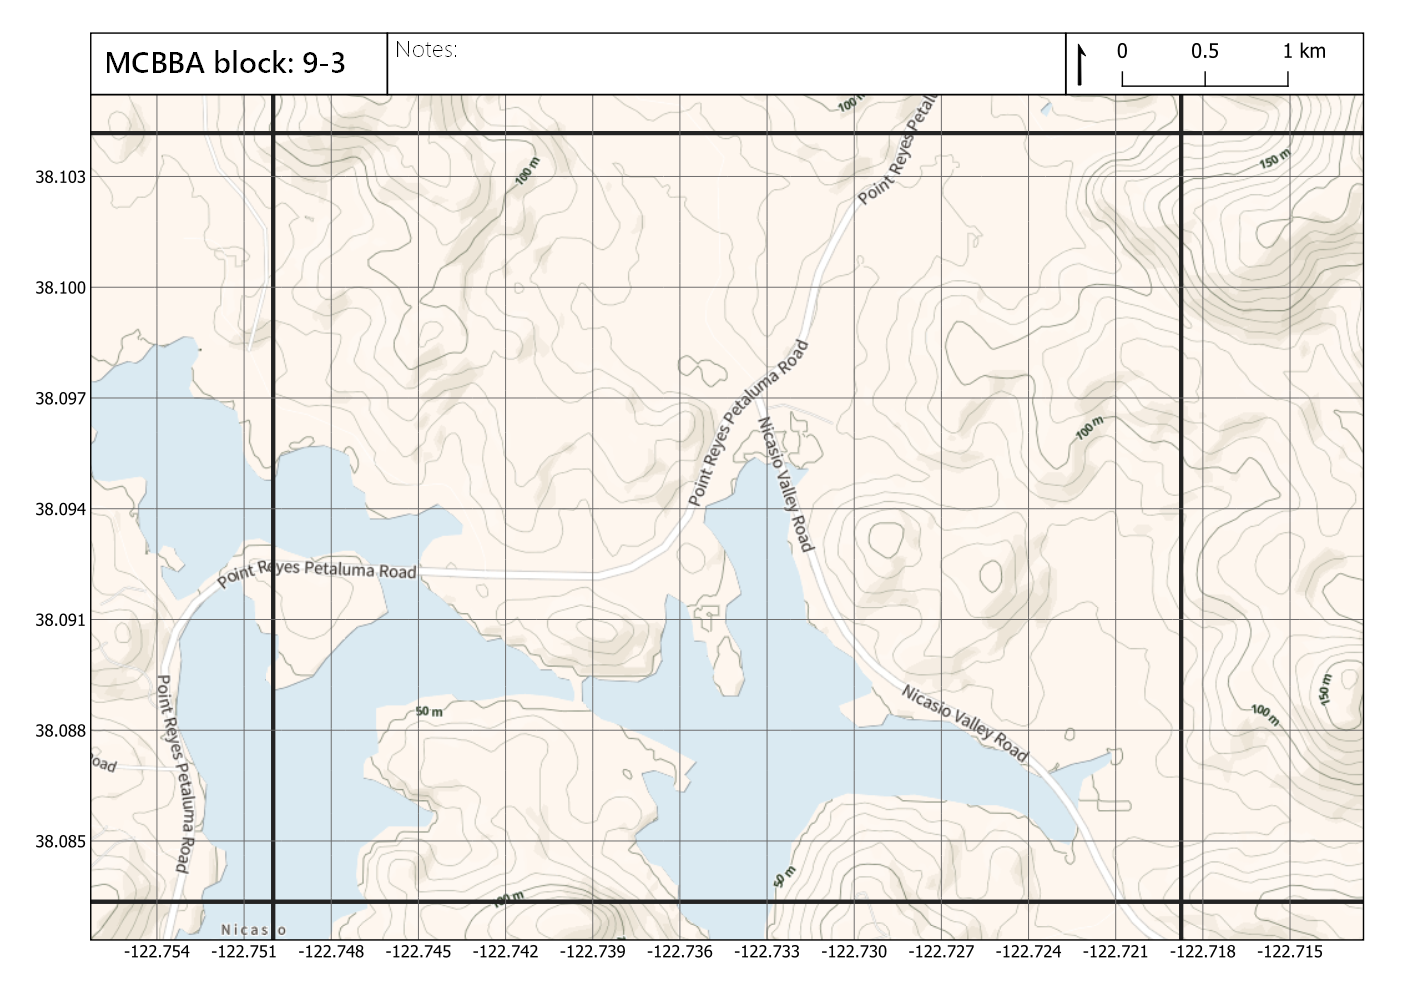 MCBBA block: 9-3
Notes:
0 0.5 1 km
100 m
Point Reyes Petalu
150 m
100 m
38.103
38.100
38.097
38.094
38.091
38.088
38.085
Point Reyes Petaluma Road
100 m
Nicasio Valley Road
Point Reyes Petaluma Road
Nicasio Valley Road
150 m
100 m
50 m
Point Reyes Petaluma Road
oad
50 m
100 m
Nicasio
-122.754 -122.751 -122.748 -122.745 -122.742 -122.739 -122.736 -122.733 -122.730 -122.727 -122.724 -122.721 -122.718 -122.715